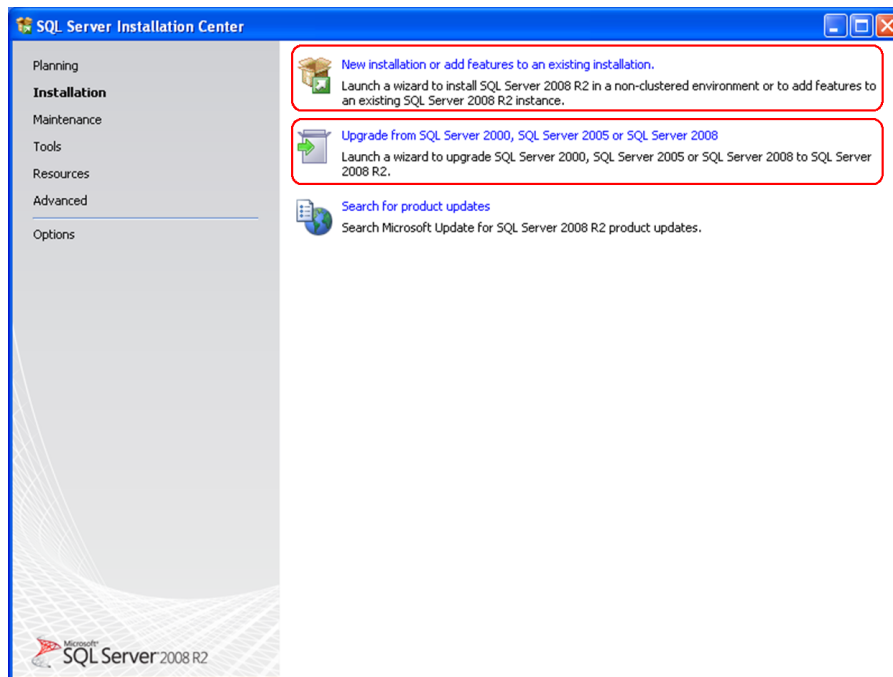 SQL Server Installation Center
Planning
Installation
Maintenance
Tools
Resources
Advanced
Options
New installation or add features to an existing installation.
Launch a wizard to install SQL Server 2008 R2 in a non-clustered environment or to add features to
an existing SQL Server 2008 R2 instance.
Upgrade from SQL Server 2000, SQL Server 2005 or SQL Server 2008
Launch a wizard to upgrade SQL Server 2000, SQL Server 2005 or SQL Server 2008 to SQL Server
2008 R2.
Search for product updates
Search Microsoft Update for SQL Server 2008 R2 product updates.
Microsoft
SQL Server 2008 R2